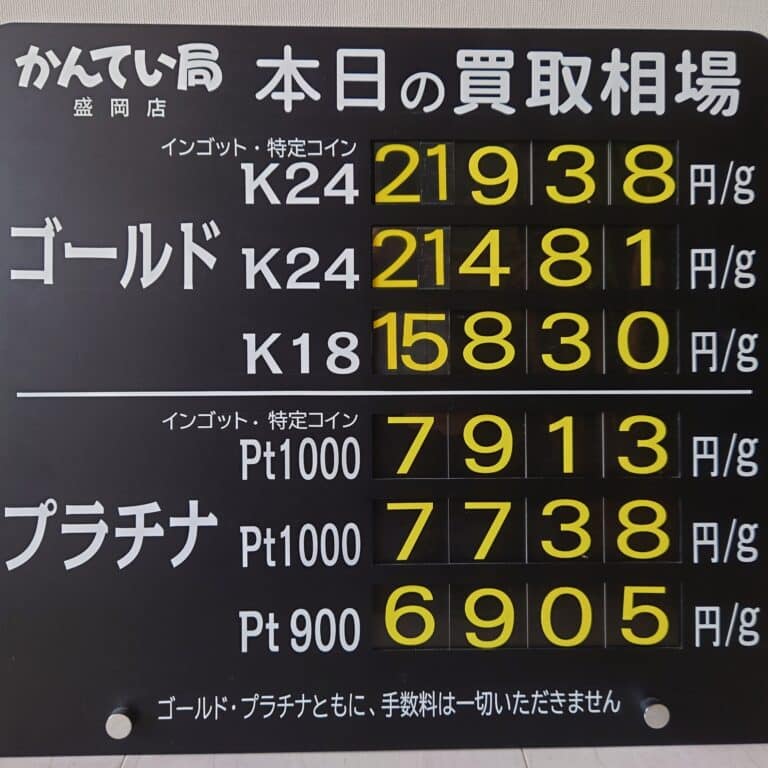 かんてい局 本日の買取相場
盛岡店
インゴット・特定コイン
ゴールド
K24 21938 円/g
K24 21481 円/g
K18 15830 円/g
インゴット・特定コイン
プラチナ
Pt1000 7913 円/g
Pt1000 7738 円/g
Pt900 6905 円/g
ゴールド・プラチナともに、手数料は一切いただきません